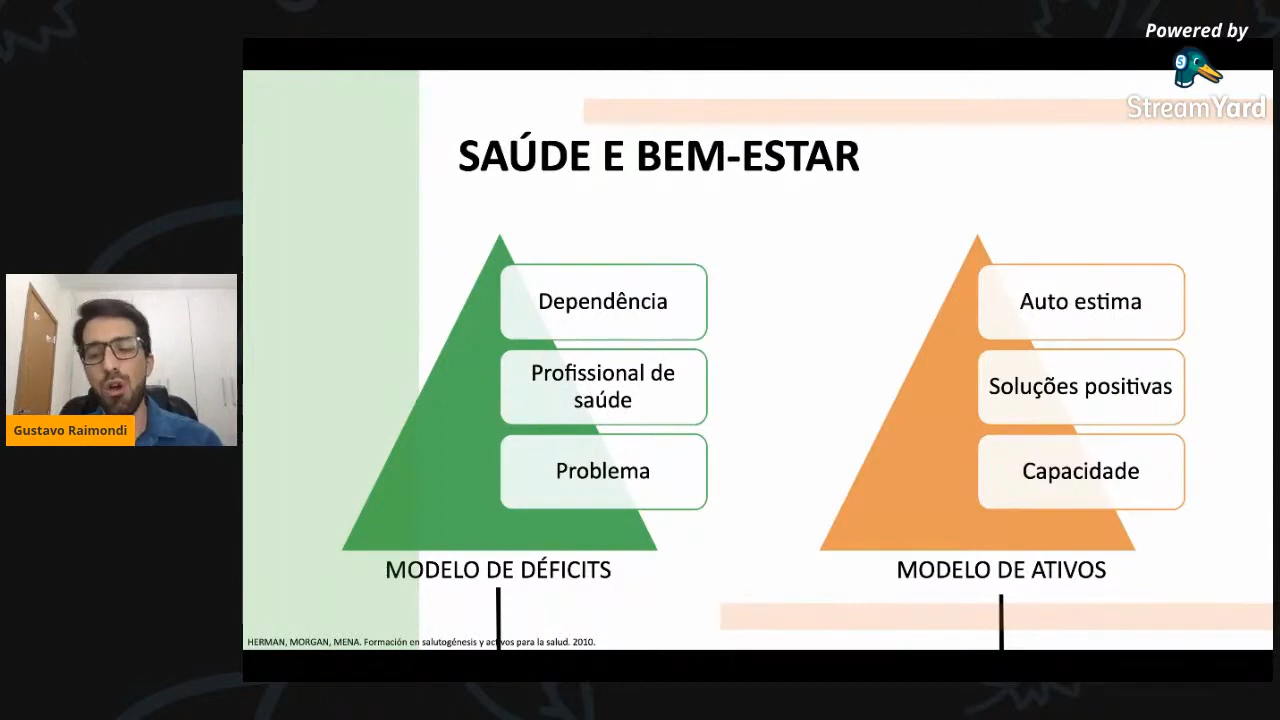 Powered by
StreamYard
SAÚDE E BEM-ESTAR
Dependência
Profissional de
saúde
Problema
MODELO DE DÉFICITS
Auto estima
Soluções positivas
Capacidade
MODELO DE ATIVOS
HERMAN, MORGAN, MENA. Formación en salutogénesis y activos para la salud. 2010.
Gustavo Raimondi